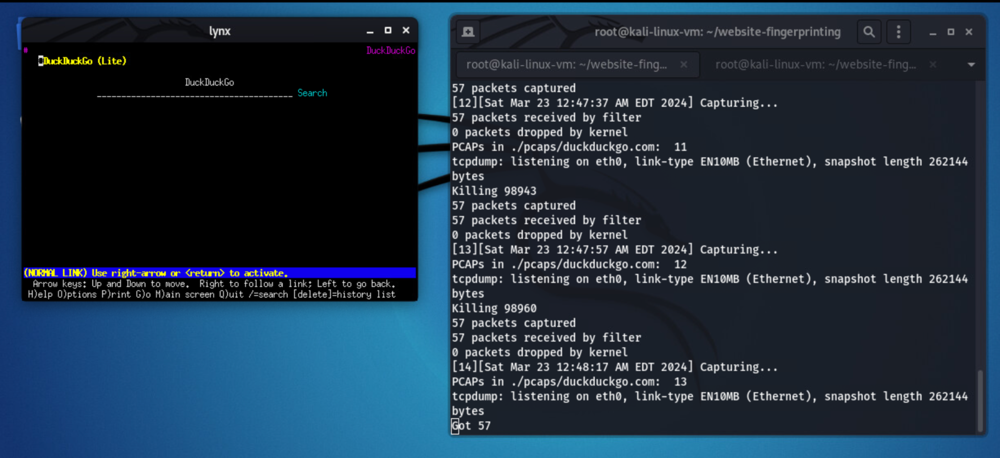 lynx
#
DuckDuckGo
#DuckDuckGo (Lite)
DuckDuckGo
______________________________________ Search
(NORMAL LINK) Use right-arrow or <return> to activate.
Arrow keys: Up and Down to move.  Right to follow a link; Left to go back.
H)elp O)ptions P)rint G)o M)ain screen Q)uit /=search [delete]=history list
root@kali-linux-vm: ~/website-fingerprinting
root@kali-linux-vm: ~/website-fing...
root@kali-linux-vm: ~/website-fing...
57 packets captured
[12][Sat Mar 23 12:47:37 AM EDT 2024] Capturing...
57 packets received by filter
0 packets dropped by kernel
PCAPs in ./pcaps/duckduckgo.com:  11
tcpdump: listening on eth0, link-type EN10MB (Ethernet), snapshot length 262144
bytes
Killing 98943
57 packets captured
57 packets received by filter
0 packets dropped by kernel
[13][Sat Mar 23 12:47:57 AM EDT 2024] Capturing...
PCAPs in ./pcaps/duckduckgo.com:  12
tcpdump: listening on eth0, link-type EN10MB (Ethernet), snapshot length 262144
bytes
Killing 98960
57 packets captured
57 packets received by filter
0 packets dropped by kernel
[14][Sat Mar 23 12:48:17 AM EDT 2024] Capturing...
PCAPs in ./pcaps/duckduckgo.com:  13
tcpdump: listening on eth0, link-type EN10MB (Ethernet), snapshot length 262144
bytes
Got 57